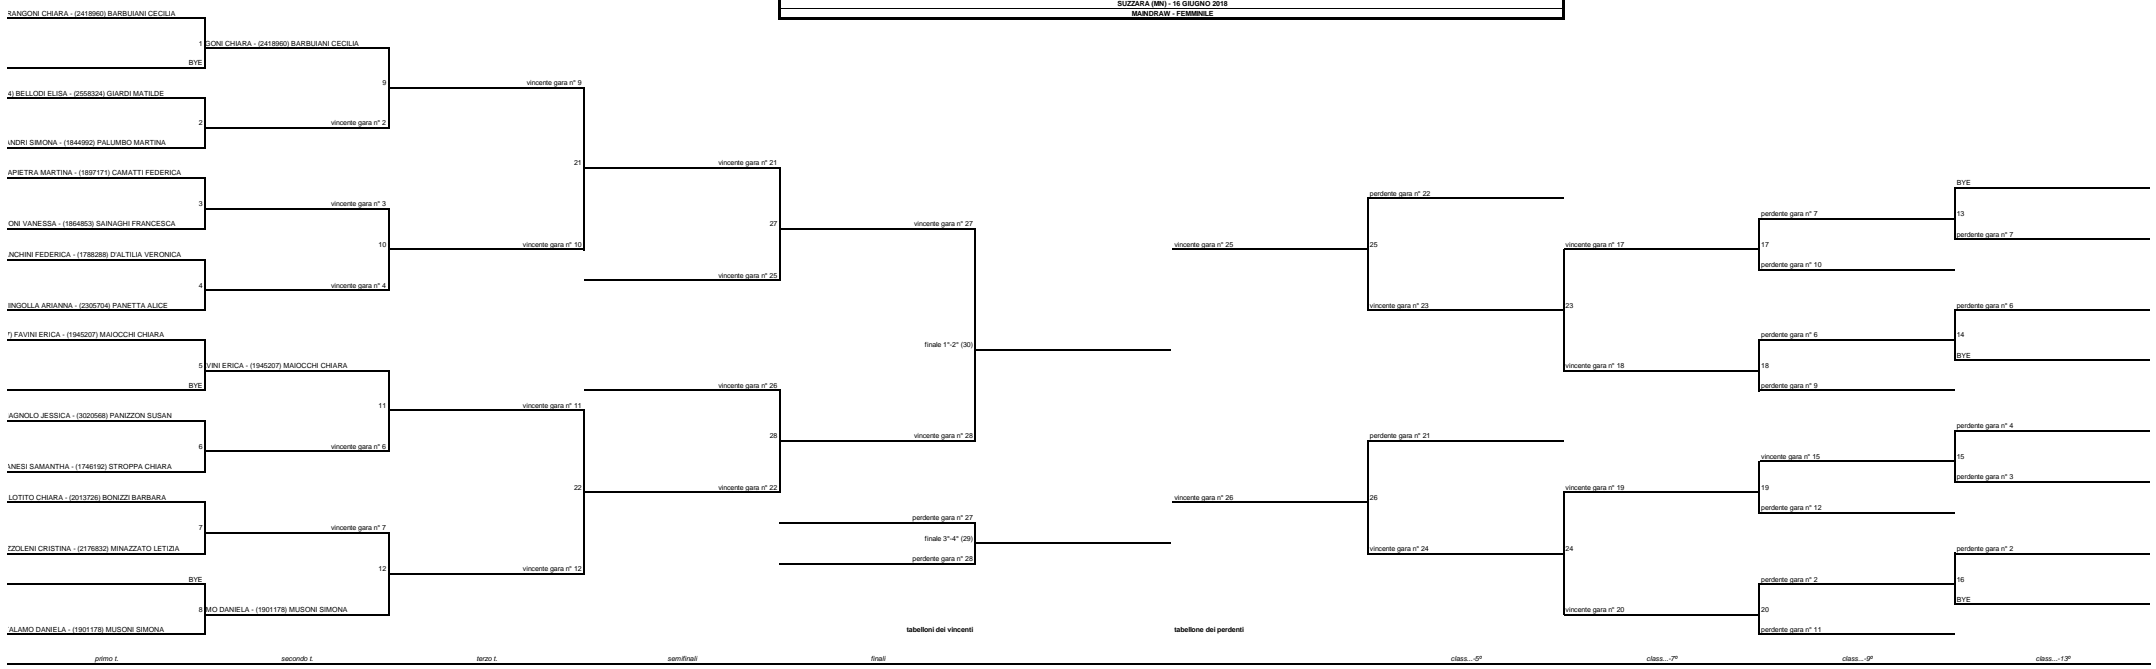 SUZZARA (MN) - 16 GIUGNO 2018
MAINDRAW - FEMMINILE
RANGONI CHIARA - (2418960) BARBUIANI CECILIA
1
GONI CHIARA - (2418960) BARBUIANI CECILIA
BYE
9
vincente gara n° 9
4) BELLODI ELISA - (2558324) GIARDI MATILDE
2
vincente gara n° 2
ANDRI SIMONA - (1844992) PALUMBO MARTINA
21
vincente gara n° 21
APIETRA MARTINA - (1897171) CAMATTI FEDERICA
3
vincente gara n° 3
ONI VANESSA - (1864853) SAINAGHI FRANCESCA
27
vincente gara n° 27
10
vincente gara n° 10
NCHINI FEDERICA - (1788288) D'ALTILIA VERONICA
4
vincente gara n° 4
vincente gara n° 25
INGOLLA ARIANNA - (2305704) PANETTA ALICE
7) FAVINI ERICA - (1945207) MAIOCCHI CHIARA
finale 1°-2° (30)
5
VINI ERICA - (1945207) MAIOCCHI CHIARA
BYE
vincente gara n° 26
11
vincente gara n° 11
AGNOLO JESSICA - (3020568) PANIZZON SUSAN
28
vincente gara n° 28
6
vincente gara n° 6
ANESI SAMANTHA - (1746192) STROPPA CHIARA
22
vincente gara n° 22
LOTITO CHIARA - (2013726) BONIZZI BARBARA
7
vincente gara n° 7
perdente gara n° 27
finale 3°-4° (29)
ZZOLENI CRISTINA - (2176832) MINAZZATO LETIZIA
perdente gara n° 28
12
vincente gara n° 12
BYE
8
MO DANIELA - (1901178) MUSONI SIMONA
ALAMO DANIELA - (1901178) MUSONI SIMONA
tabelloni dei vincenti
tabellone dei perdenti
perdente gara n° 22
vincente gara n° 25
25
vincente gara n° 17
perdente gara n° 7
17
perdente gara n° 10
BYE
13
perdente gara n° 7
vincente gara n° 23
23
perdente gara n° 6
14
BYE
perdente gara n° 6
18
perdente gara n° 9
vincente gara n° 18
perdente gara n° 21
perdente gara n° 4
15
perdente gara n° 3
vincente gara n° 15
19
perdente gara n° 12
vincente gara n° 19
vincente gara n° 26
26
vincente gara n° 24
24
perdente gara n° 2
16
BYE
perdente gara n° 2
20
perdente gara n° 11
vincente gara n° 20
primo t.
secondo t.
terzo t.
semifinali
finali
class...-5º
class...-7º
class...-9º
class...-13º